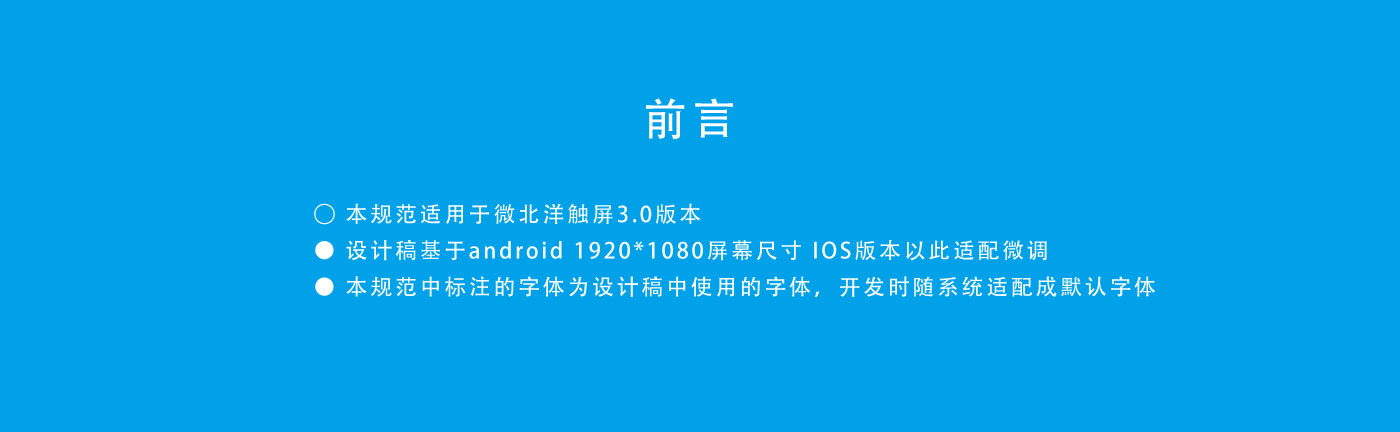 前言
○ 本规范适用于微北洋触屏3.0版本
● 设计稿基于android 1920*1080屏幕尺寸 IOS版本以此适配微调
● 本规范中标注的字体为设计稿中使用的字体，开发时随系统适配成默认字体